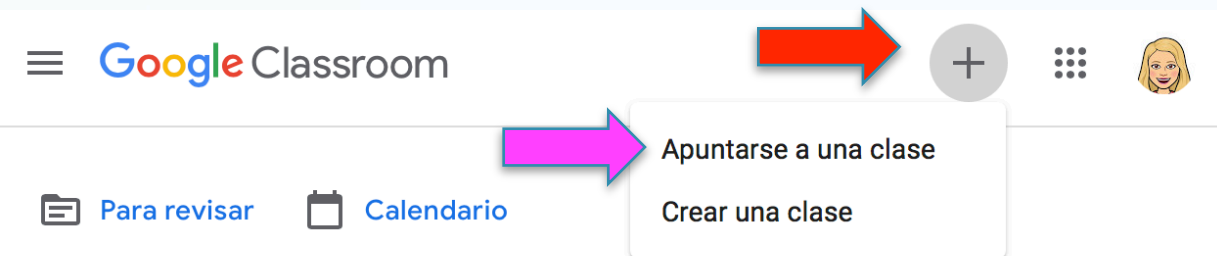 Google Classroom
Apuntarse a una clase
Crear una clase
Para revisar
Calendario